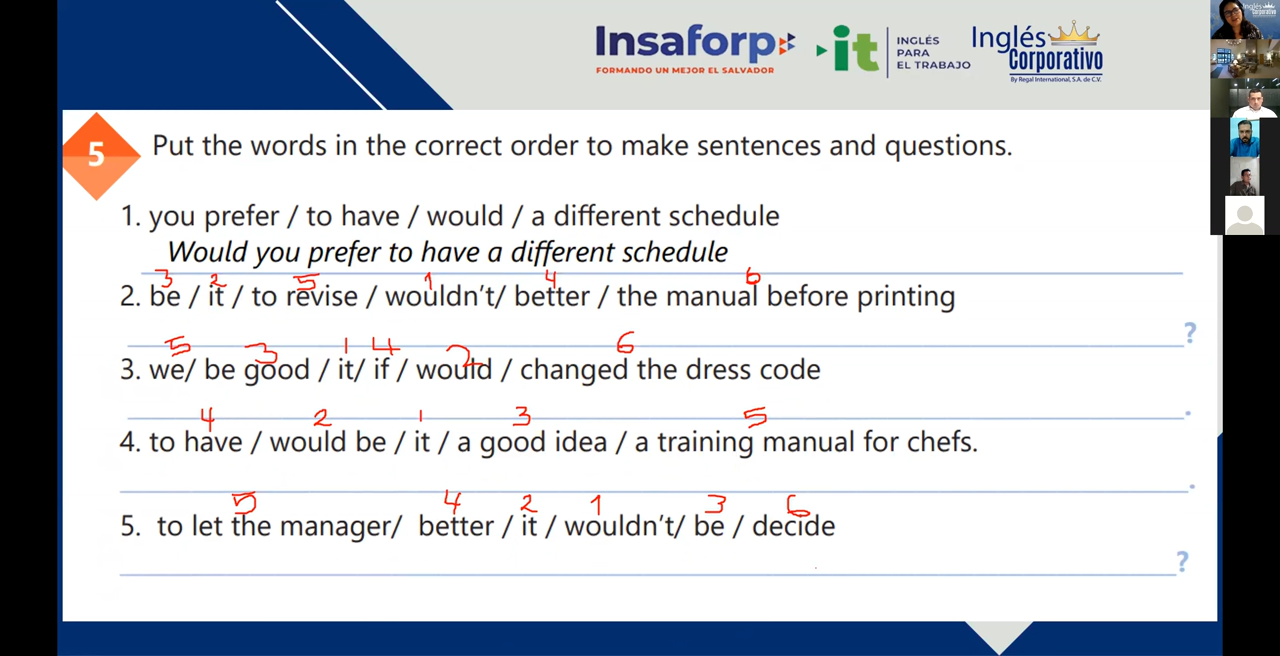 Insaforp
FORMANDO UN MEJOR EL SALVADOR
it
INGLÉS
PARA
EL TRABAJO
Inglés
Corporativo
By Regal International, S.A. de C.V.
Inglés
Corporativo
5 Put the words in the correct order to make sentences and questions.
1. you prefer / to have / would / a different schedule
Would you prefer to have a different schedule
3 2 5 1 4 6
2. be / it / to revise / wouldn't/ better / the manual before printing
?
5 3 1 4 2 6
3. we/ be good / it/ if / would / changed the dress code
.
4 2 1 3 5
4. to have / would be / it / a good idea / a training manual for chefs.
.
5 4 2 1 3 6
5. to let the manager/ better / it / wouldn't/ be / decide
?